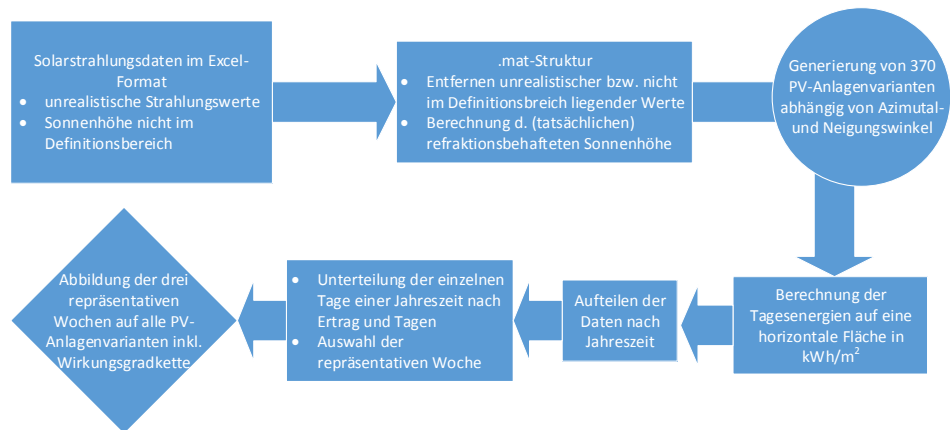 Solarstrahlungsdaten im Excel-
Format
• unrealistische Strahlungswerte
• Sonnenhöhe nicht im
Definitionsbereich
.mat-Struktur
• Entfernen unrealistischer bzw. nicht
im Definitionsbreich liegender Werte
• Berechnung d. (tatsächlichen)
refraktionsbehafteten Sonnenhöhe
Generierung von 370
PV-Anlagenvarianten
abhängig von Azimutal-
und Neigungswinkel
Berechnung der
Tagesenergien auf eine
horizontale Fläche in
kWh/m²
Aufteilen der
Daten nach
Jahreszeit
• Unterteilung der einzelnen
Tage einer Jahreszeit nach
Ertrag und Tagen
• Auswahl der
repräsentativen Woche
Abbildung der drei
repräsentativen
Wochen auf alle PV-
Anlagenvarianten inkl.
Wirkungsgradkette